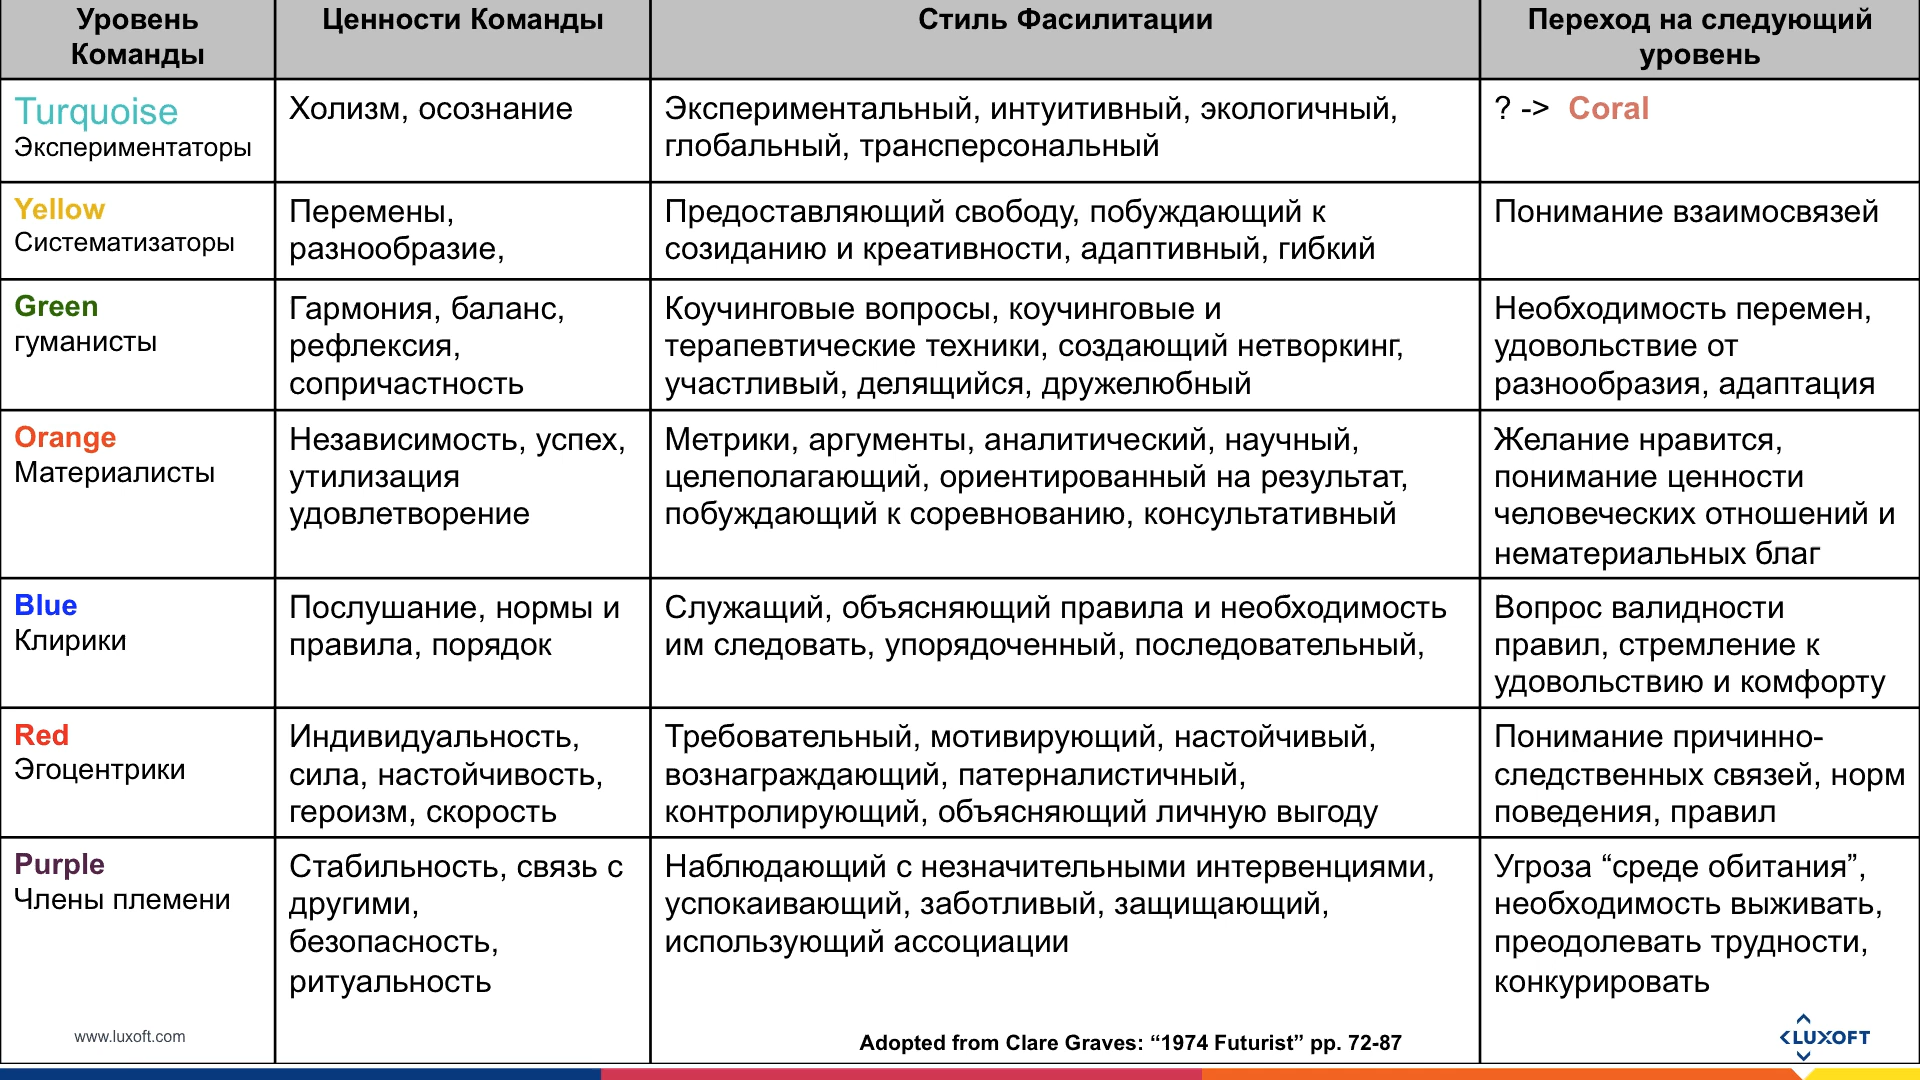 Уровень
Команды
Ценности Команды
Стиль Фасилитации
Переход на следующий
уровень
Turquoise
Экспериментаторы
Холизм, осознание
Экспериментальный, интуитивный, экологичный,
глобальный, трансперсональный
? -> Coral
Yellow
Систематизаторы
Перемены,
разнообразие,
Предоставляющий свободу, побуждающий к
созиданию и креативности, адаптивный, гибкий
Понимание взаимосвязей
Green
гуманисты
Гармония, баланс,
рефлексия,
сопричастность
Коучинговые вопросы, коучинговые и
терапевтические техники, создающий нетворкинг,
участливый, делящийся, дружелюбный
Необходимость перемен,
удовольствие от
разнообразия, адаптация
Orange
Материалисты
Независимость, успех,
утилизация
удовлетворение
Метрики, аргументы, аналитический, научный,
целеполагающий, ориентированный на результат,
побуждающий к соревнованию, консультативный
Желание нравится,
понимание ценности
человеческих отношений и
нематериальных благ
Blue
Клирики
Послушание, нормы и
правила, порядок
Служащий, объясняющий правила и необходимость
им следовать, упорядоченный, последовательный,
Вопрос валидности
правил, стремление к
удовольствию и комфорту
Red
Эгоцентрики
Индивидуальность,
сила, настойчивость,
героизм, скорость
Требовательный, мотивирующий, настойчивый,
вознаграждающий, патерналистичный,
контролирующий, объясняющий личную выгоду
Понимание причинно-
следственных связей, норм
поведения, правил
Purple
Члены племени
Стабильность, связь с
другими,
безопасность,
ритуальность
Наблюдающий с незначительными интервенциями,
успокаивающий, заботливый, защищающий,
использующий ассоциации
Угроза “среде обитания”,
необходимость выживать,
преодолевать трудности,
конкурировать
www.luxoft.com
Adopted from Clare Graves: “1974 Futurist” pp. 72-87
LUXOFT